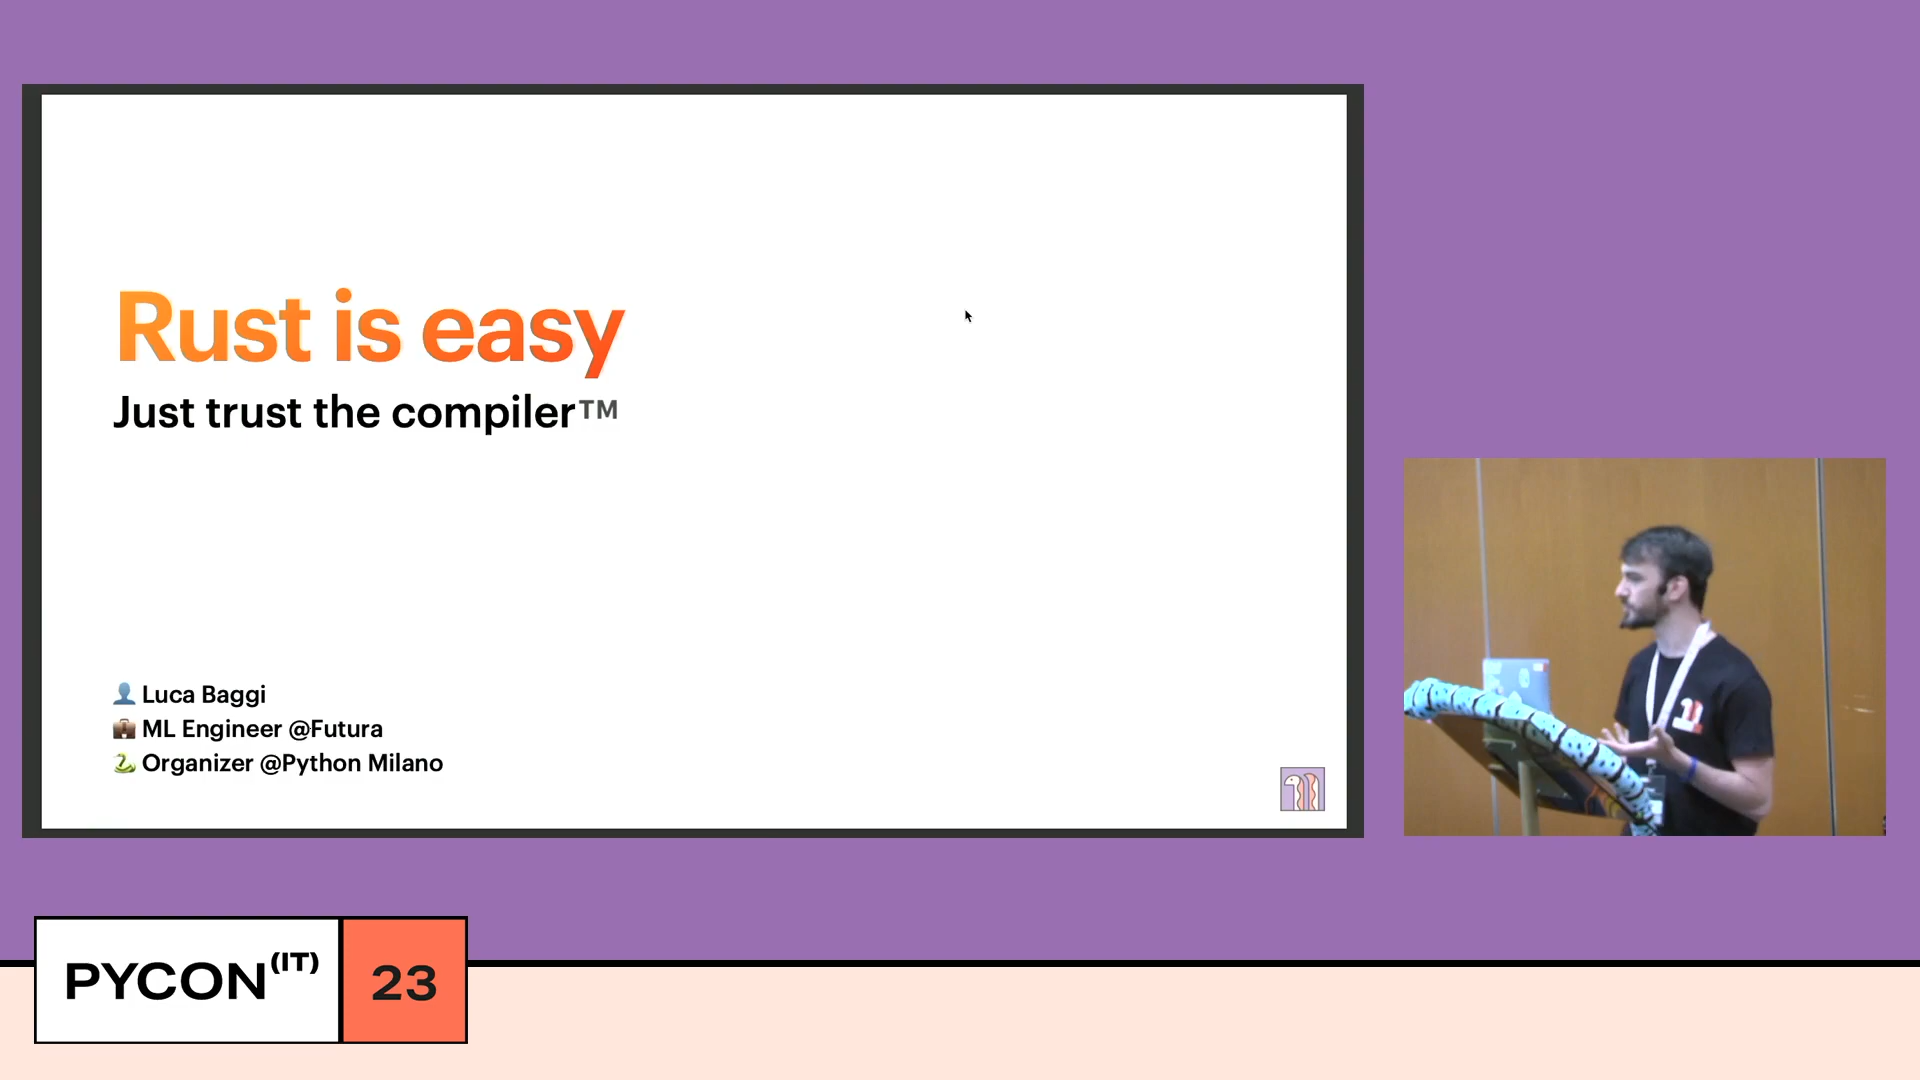 Rust is easy
Just trust the compiler™
Luca Baggi
ML Engineer @Futura
Organizer @Python Milano
PYCON(IT) 23